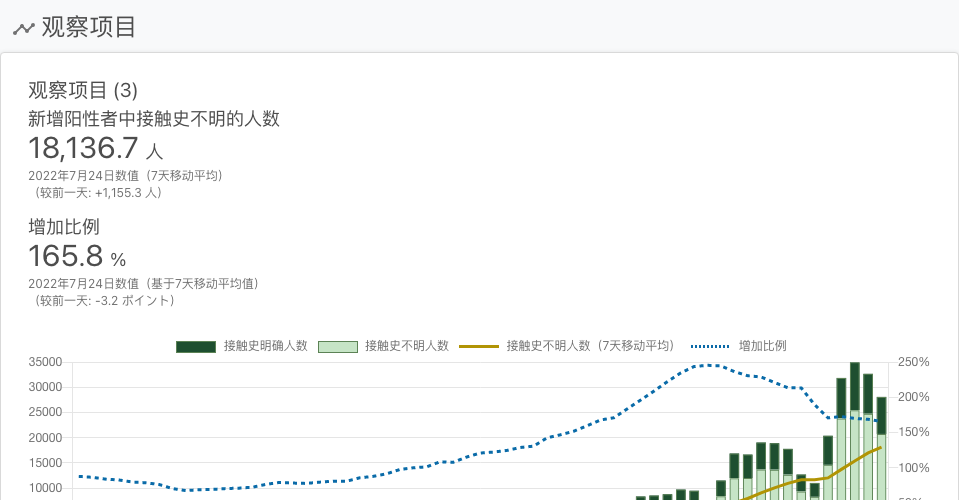 观察项目
观察项目 (3)
新增阳性者中接触史不明的人数
18,136.7 人
2022年7月24日数值（7天移动平均）
（较前一天: +1,155.3 人）
增加比例
165.8 %
2022年7月24日数值（基于7天移动平均值）
（较前一天: -3.2 ポイント）
接触史明确人数 接触史不明人数 接触史不明人数（7天移动平均） 增加比例
35000 250%
30000
25000 200%
20000 150%
15000 100%
10000